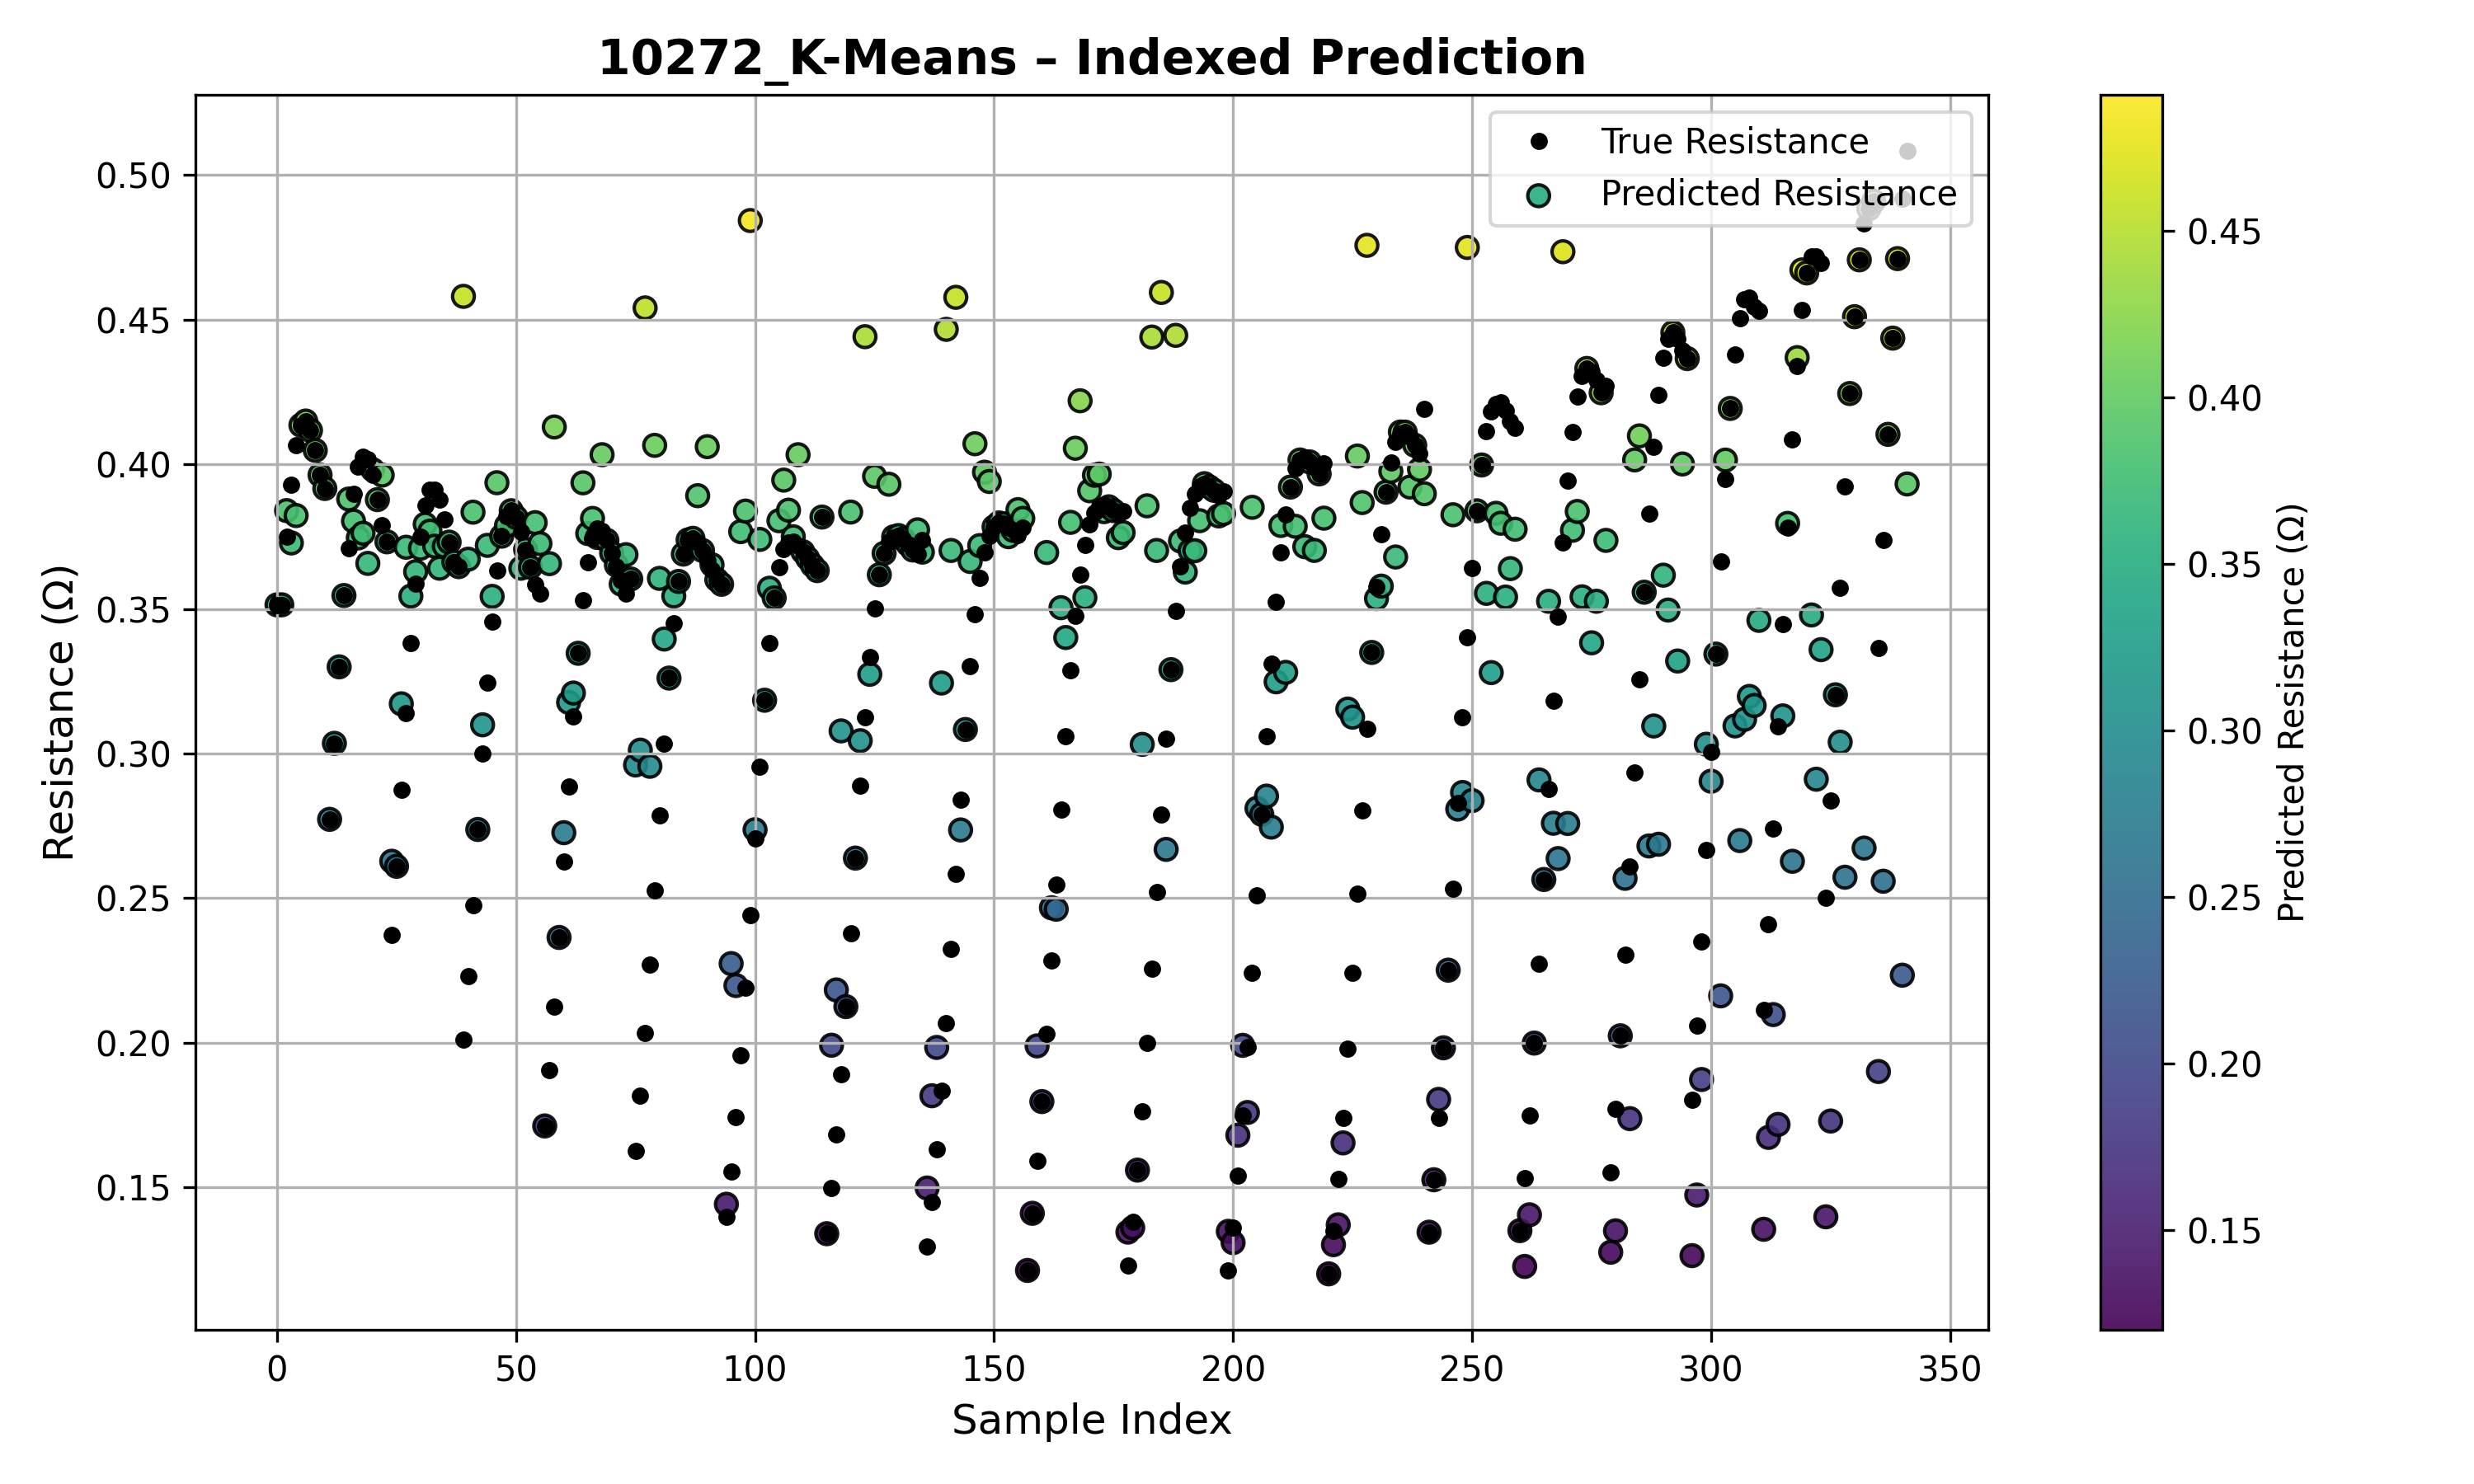 10272_K-Means – Indexed Prediction
True Resistance
Predicted Resistance
Resistance (Ω)
0.50
0.45
0.40
0.35
0.30
0.25
0.20
0.15
0 50 100 150 200 250 300 350
Sample Index
0.45
0.40
0.35
0.30
0.25
0.20
0.15
Predicted Resistance (Ω)